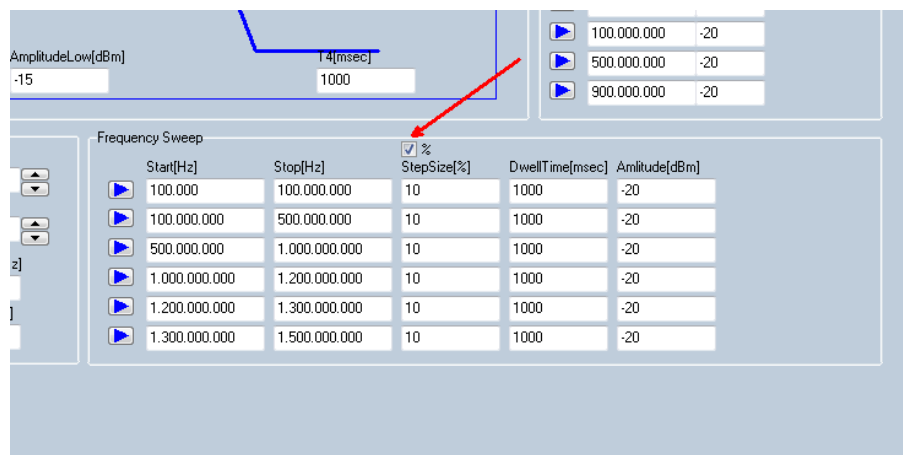 100.000.000 -20
AmplitudeLow[dBm] T4[msec]
500.000.000 -20
-15 1000
900.000.000 -20
Frequency Sweep
%
Start[Hz] Stop[Hz] StepSize[%] DwellTime[msec] Amlitude[dBm]
100.000 100.000.000 10 1000 -20
100.000.000 500.000.000 10 1000 -20
500.000.000 1.000.000.000 10 1000 -20
z]
1.000.000.000 1.200.000.000 10 1000 -20
]
1.200.000.000 1.300.000.000 10 1000 -20
1.300.000.000 1.500.000.000 10 1000 -20